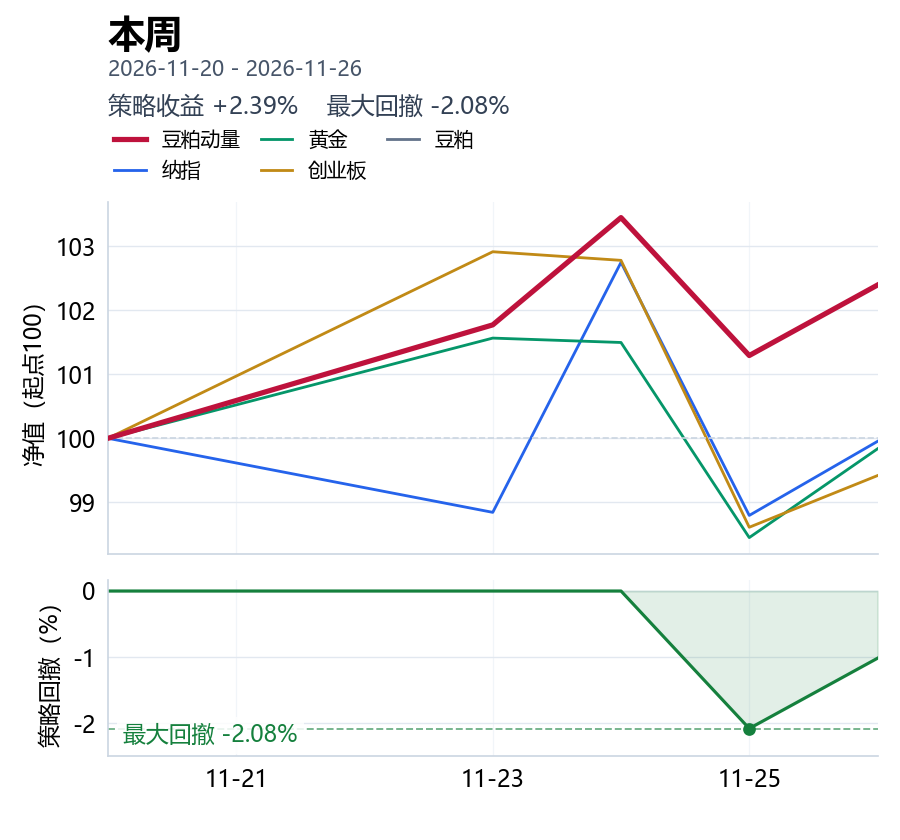 本周
2026-11-20 - 2026-11-26
策略收益 +2.39% 最大回撤 -2.08%
豆粕动量 黄金 豆粕
纳指 创业板
净值（起点100）
103
102
101
100
99
策略回撤（%）
0
-1
-2
最大回撤 -2.08%
11-21 11-23 11-25